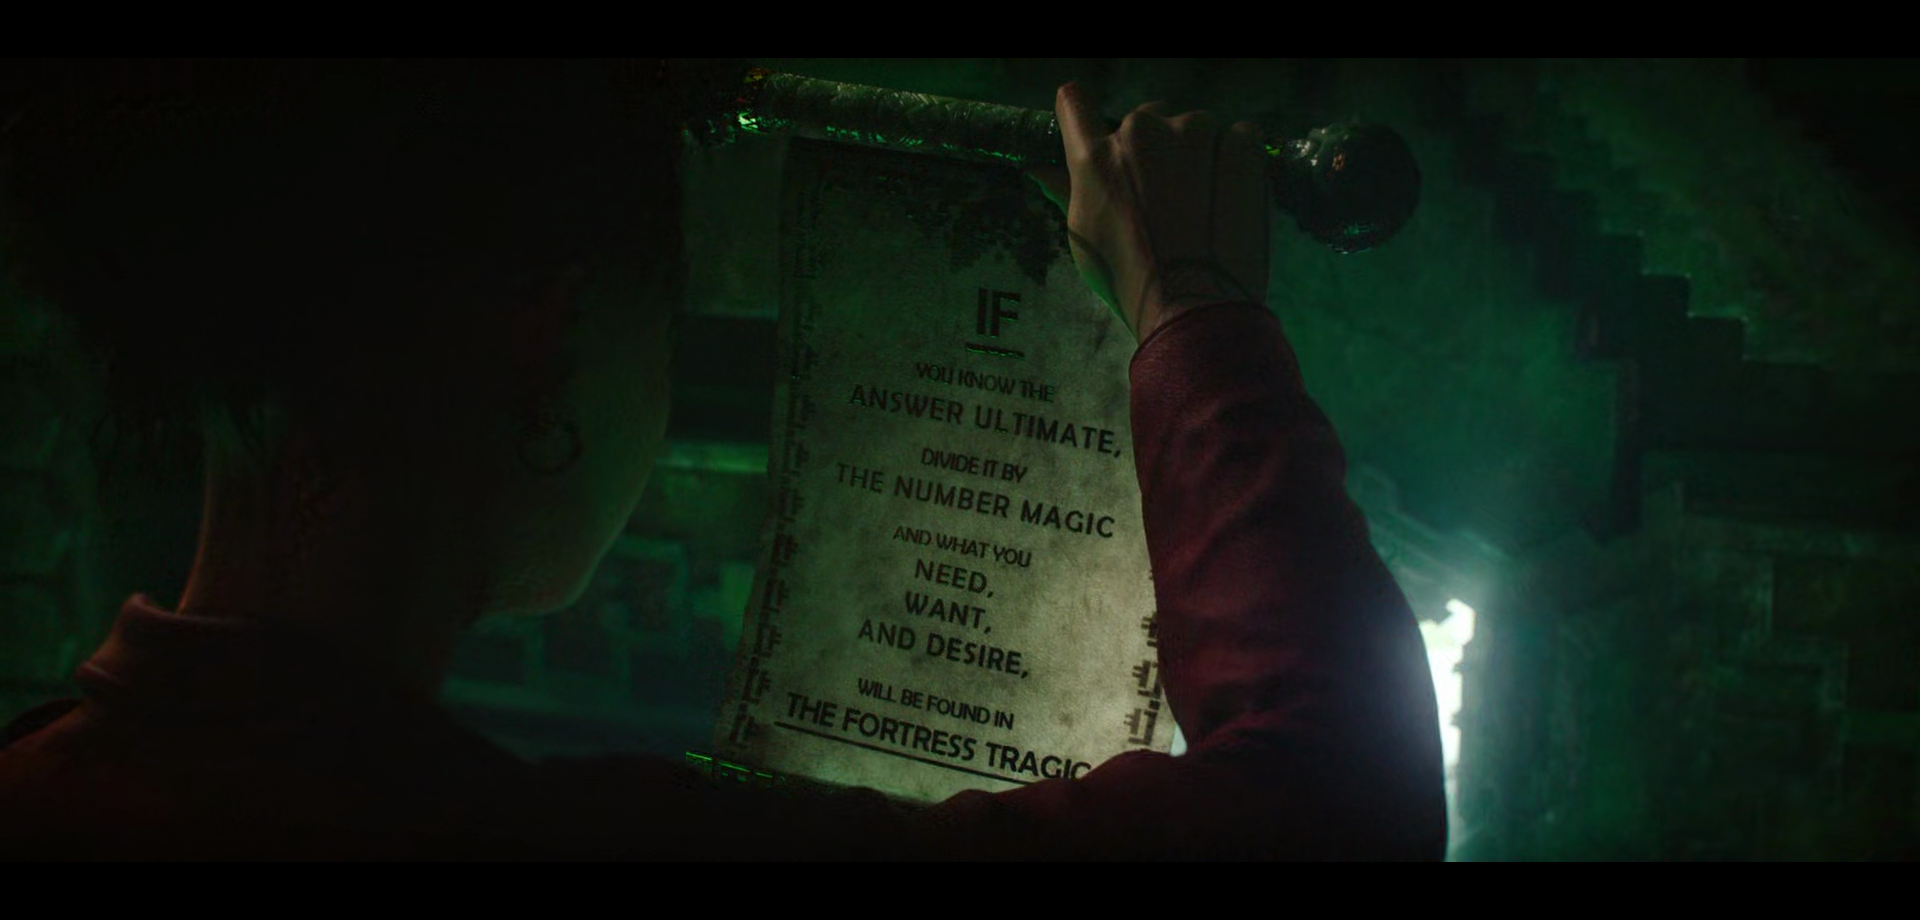 IF
YOU KNOW THE
ANSWER ULTIMATE,
DIVIDE IT BY
THE NUMBER MAGIC
AND WHAT YOU
NEED,
WANT,
AND DESIRE,
WILL BE FOUND IN
THE FORTRESS TRAGIC